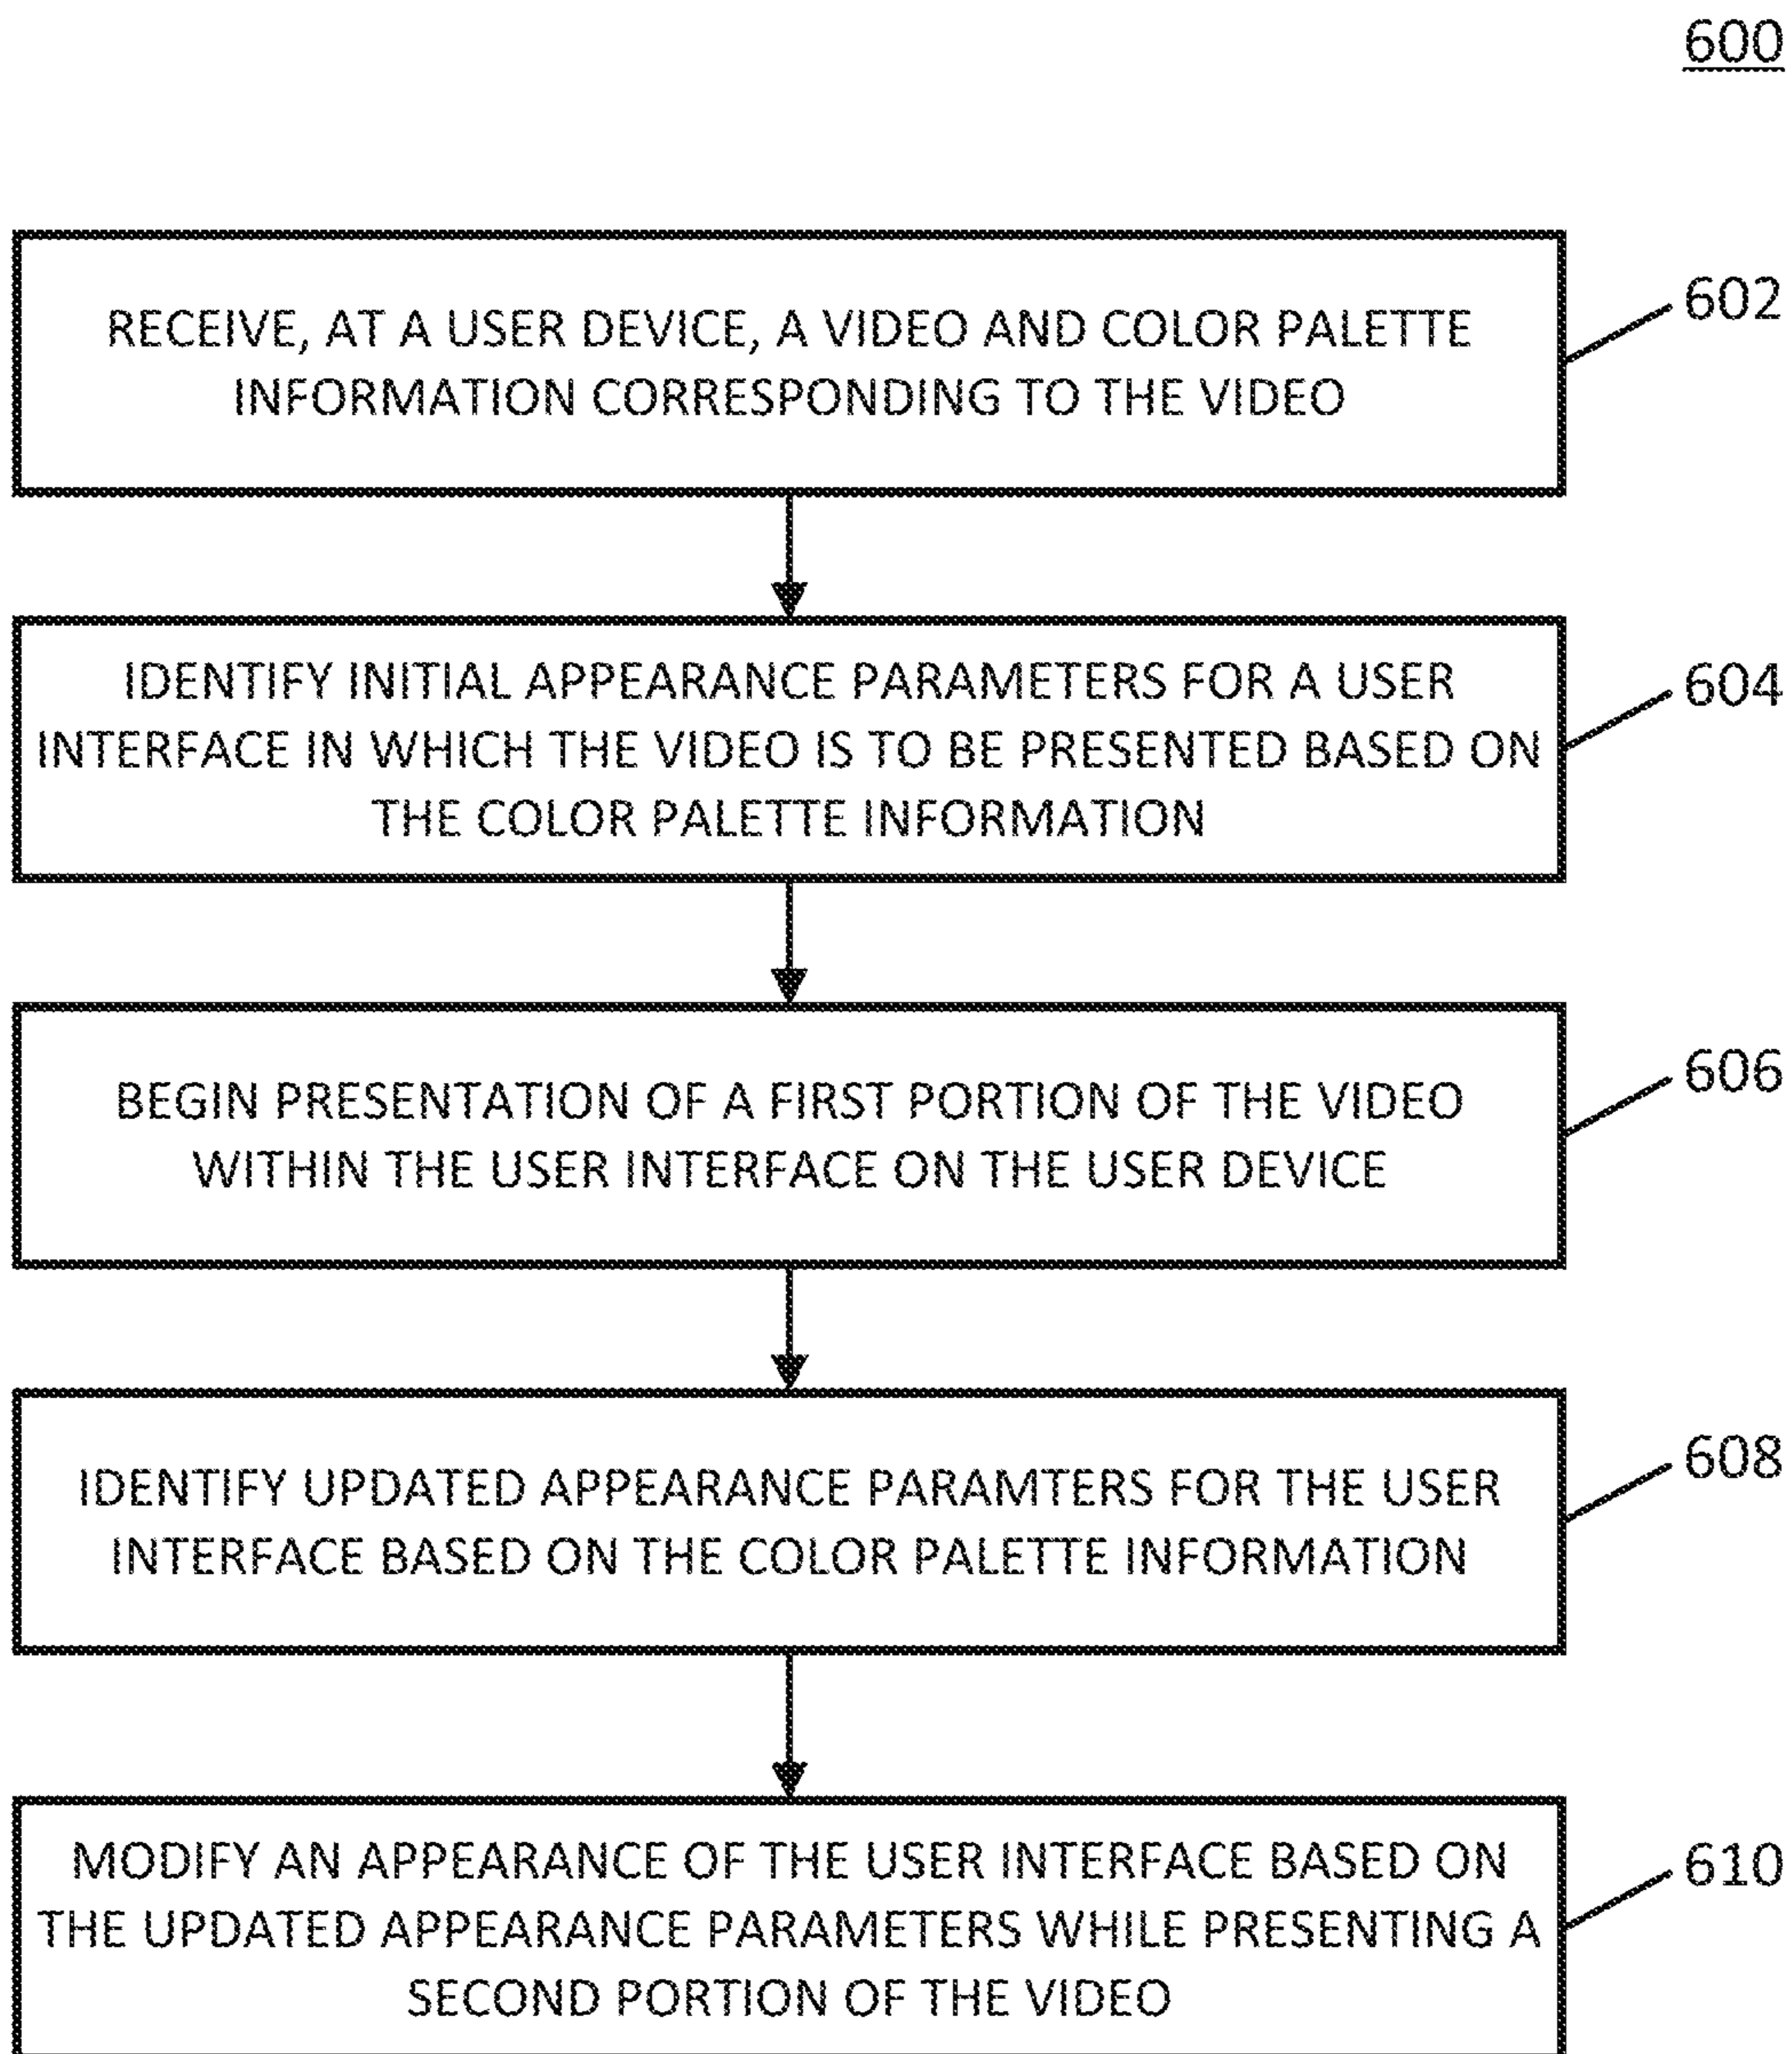 600
RECEIVE, AT A USER DEVICE, A VIDEO AND COLOR PALETTE
INFORMATION CORRESPONDING TO THE VIDEO
602
IDENTIFY INITIAL APPEARANCE PARAMETERS FOR A USER
INTERFACE IN WHICH THE VIDEO IS TO BE PRESENTED BASED ON
THE COLOR PALETTE INFORMATION
604
BEGIN PRESENTATION OF A FIRST PORTION OF THE VIDEO
WITHIN THE USER INTERFACE ON THE USER DEVICE
606
IDENTIFY UPDATED APPEARANCE PARAMTERS FOR THE USER
INTERFACE BASED ON THE COLOR PALETTE INFORMATION
608
MODIFY AN APPEARANCE OF THE USER INTERFACE BASED ON
THE UPDATED APPEARANCE PARAMETERS WHILE PRESENTING A
SECOND PORTION OF THE VIDEO
610